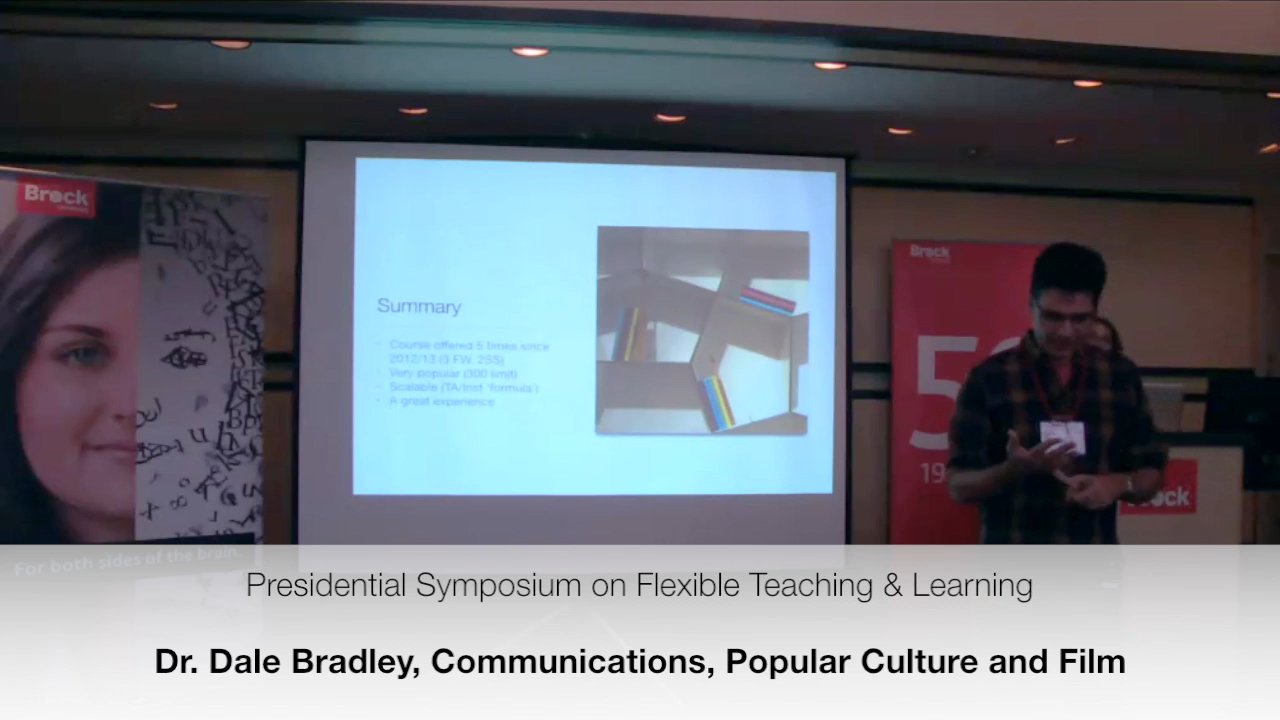 Brock
Brock
Summary
- Course offered 5 times since
2012/13 (3 FW, 2SS)
- Very popular (300 limit)
- Scalable (TA/Inst 'formula')
- A great experience
50
19
Brock
For both sides of the brain
Presidential Symposium on Flexible Teaching & Learning
Dr. Dale Bradley, Communications, Popular Culture and Film